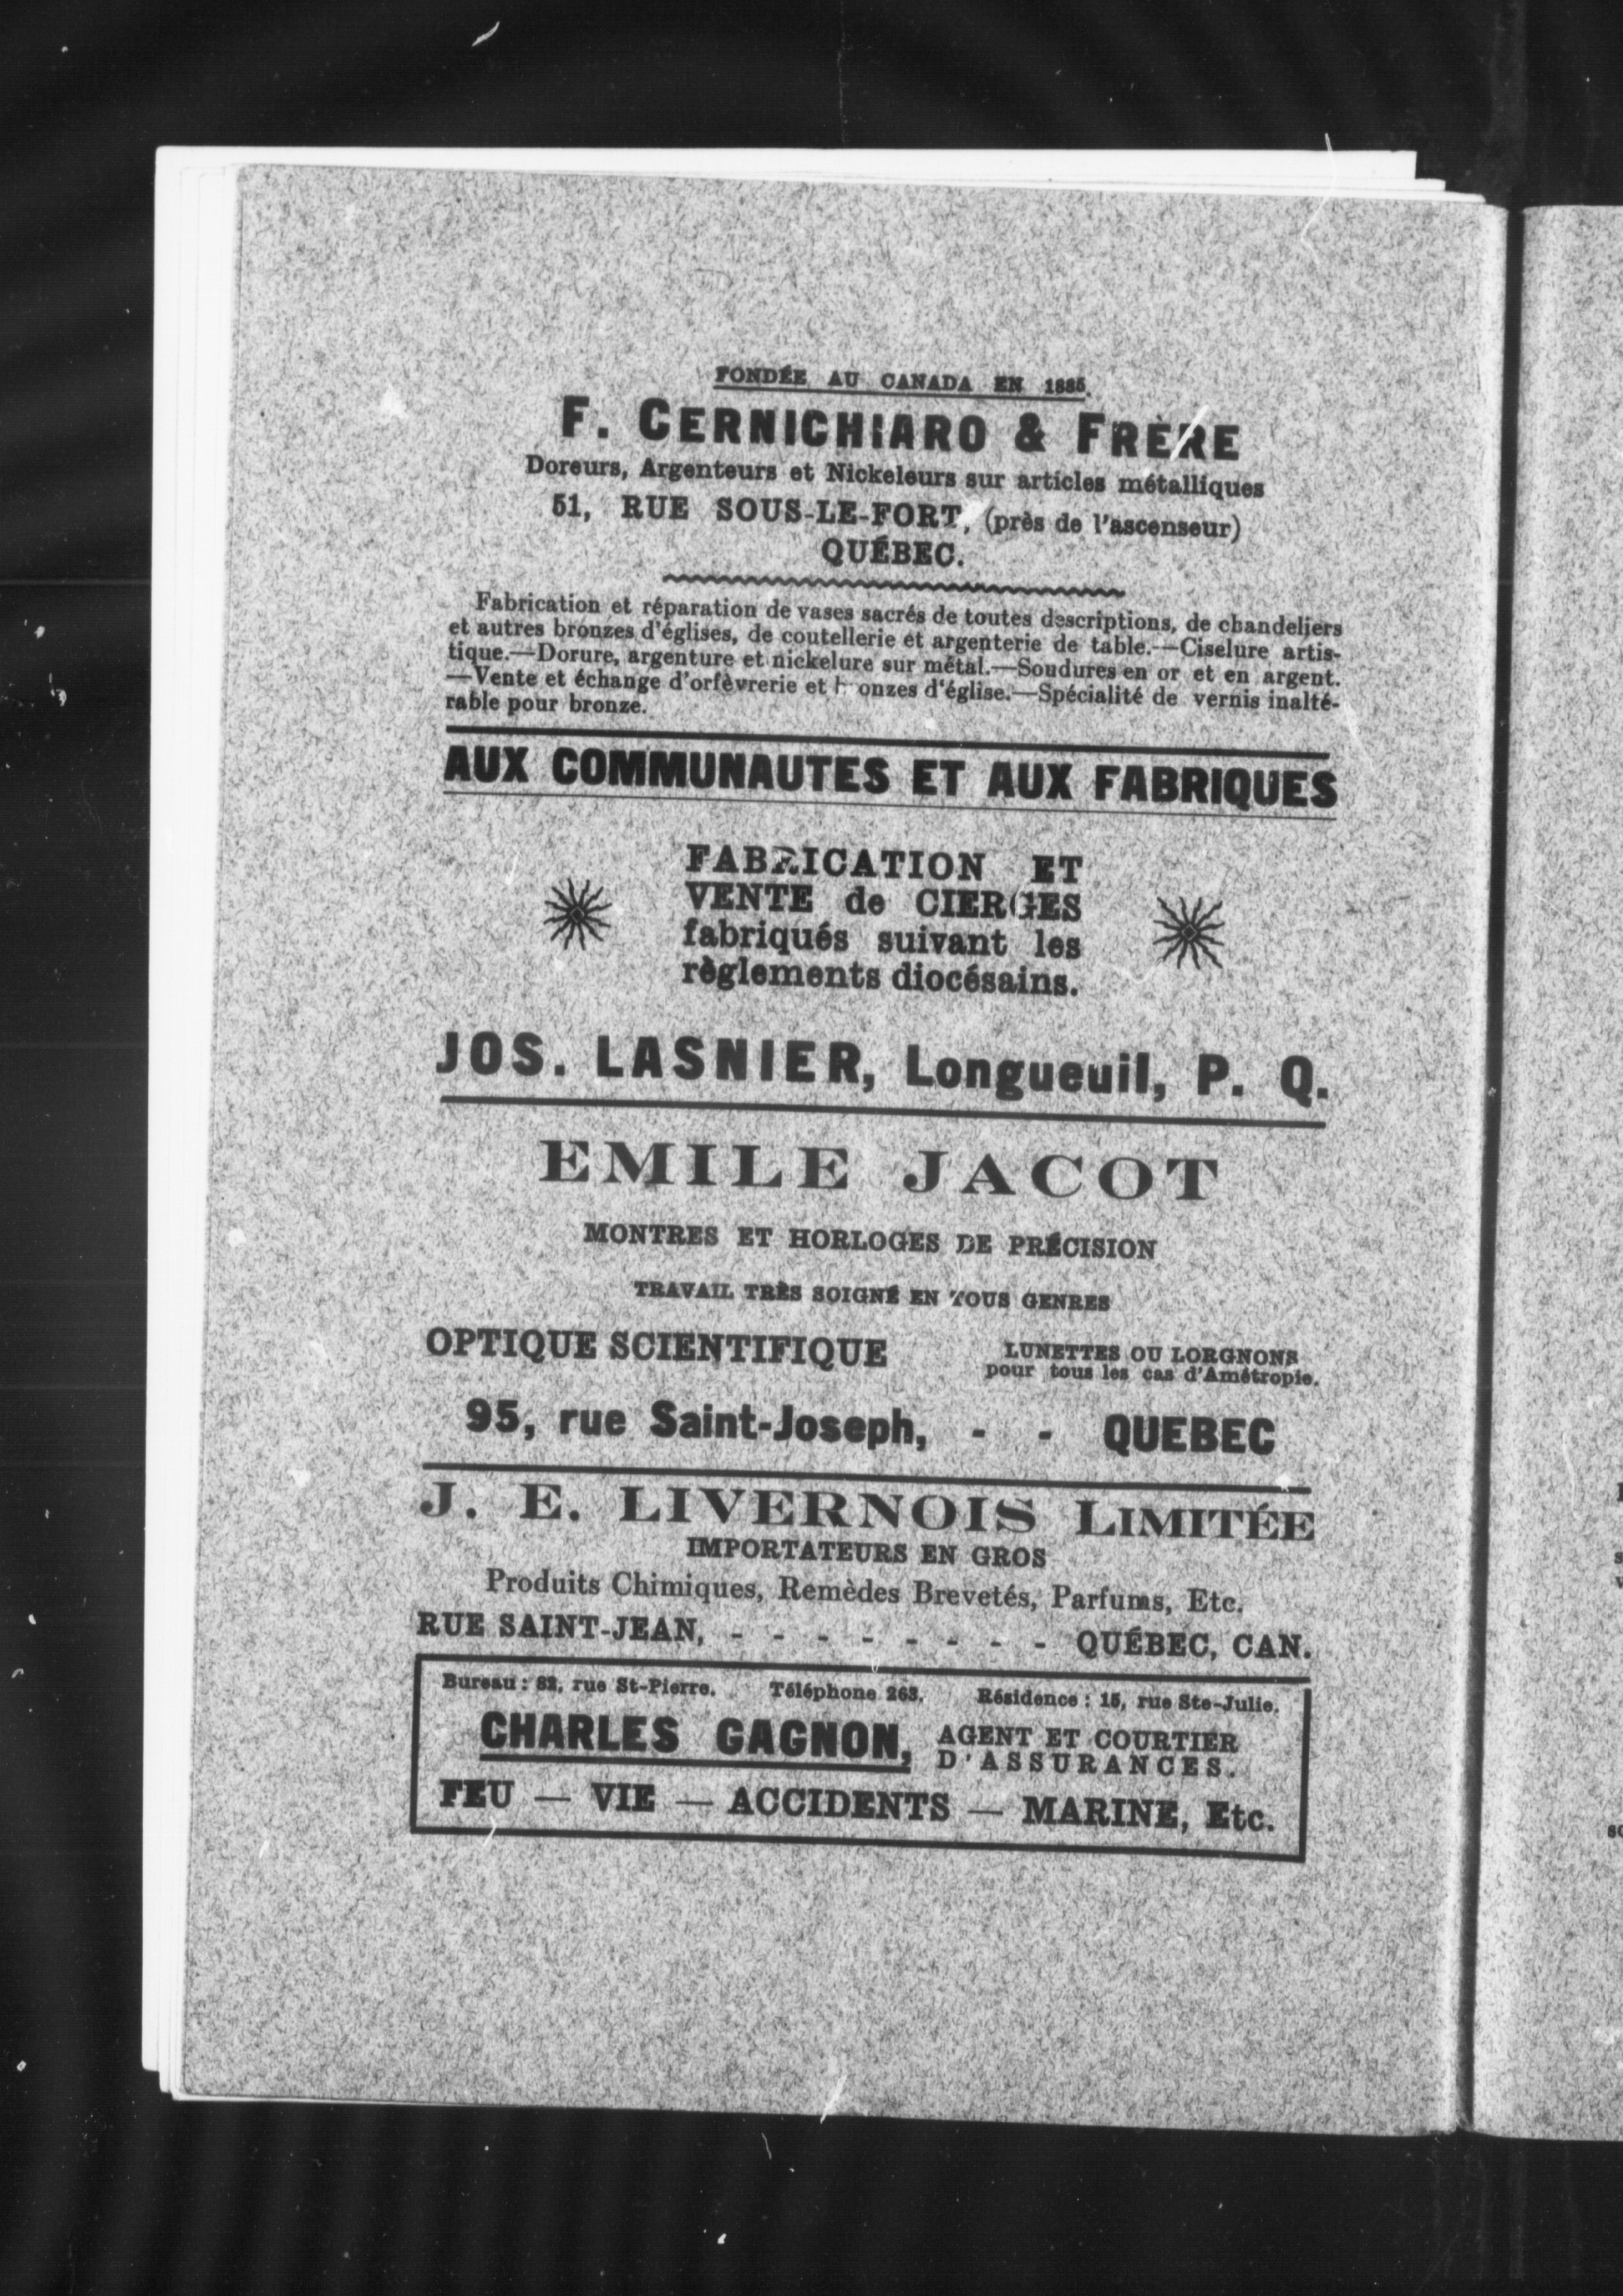 FONDÉE AU CANADA EN 1885.
F. CERNICHIARO & FRÈRE
Doreurs, Argenteurs et Nickeleurs sur articles métalliques
51, RUE SOUS-LE-FORT, (près de l'ascenseur)
QUÉBEC.
Fabrication et réparation de vases sacrés de toutes descriptions, de chandeliers
et autres bronzes d'églises, de coutellerie et argenterie de table.—Ciselure artis-
tique.—Dorure, argenture et nickelure sur métal.—Soudures en or et en argent.
—Vente et échange d'orfèvrerie et bronzes d'église.—Spécialité de vernis inalté-
rable pour bronze.
AUX COMMUNAUTES ET AUX FABRIQUES
FABRICATION ET
VENTE de CIERGES
fabriqués suivant les
règlements diocésains.
JOS. LASNIER, Longueuil, P. Q.
EMILE JACOT
MONTRES ET HORLOGES DE PRÉCISION
TRAVAIL TRÈS SOIGNÉ EN TOUS GENRES
OPTIQUE SCIENTIFIQUE
LUNETTES OU LORGNONS
pour tous les cas d'Amétropie.
95, rue Saint-Joseph, - - QUEBEC
J. E. LIVERNOIS LIMITÉE
IMPORTATEURS EN GROS
Produits Chimiques, Remèdes Brevetés, Parfums, Etc.
RUE SAINT-JEAN, - - - - - - - - QUÉBEC, CAN.
Bureau : 82, rue St-Pierre. Téléphone 263. Résidence : 15, rue Ste-Julie.
CHARLES GAGNON, AGENT ET COURTIER
D'ASSURANCES.
FEU — VIE — ACCIDENTS — MARINE, Etc.